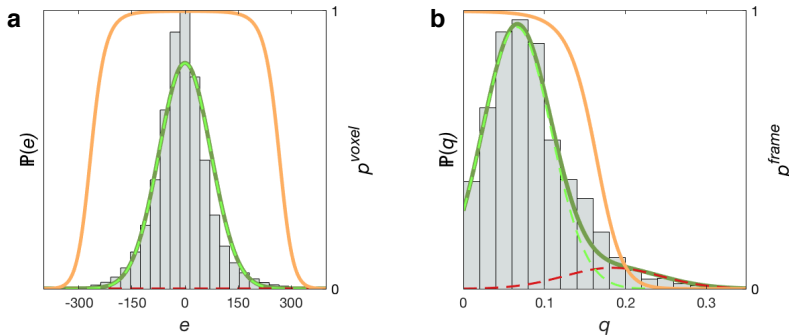 a
ℙ(e)
1
0
p^voxel
-300 -150 0 150 300
e
b
ℙ(q)
1
0
p^frame
0 0.1 0.2 0.3
q